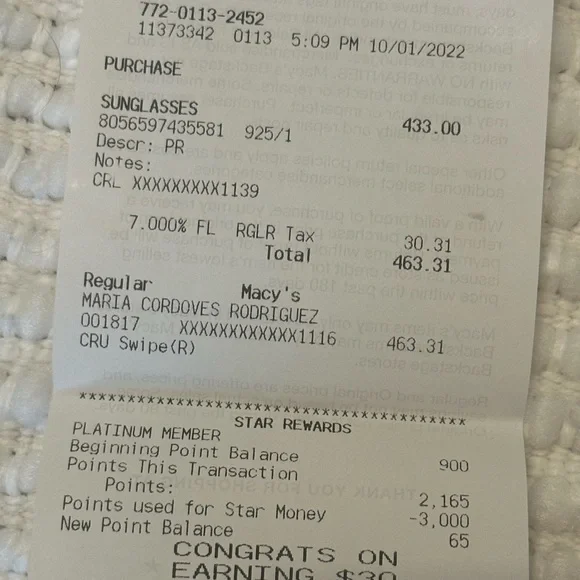 772-0113-2452
11373342 0113 5:09 PM 10/01/2022
PURCHASE
SUNGLASSES 433.00
8056597435581 925/1
Descr: PR
Notes:
CRL XXXXXXXXX1139
7.000% FL RGLR Tax 30.31
Total 463.31
Regular Macy's
MARIA CORDOVES RODRIGUEZ
001817 XXXXXXXXXXXX1116 463.31
CRU Swipe(R)
****************************************
STAR REWARDS
PLATINUM MEMBER
Beginning Point Balance 900
Points This Transaction
Points: 2,165
Points used for Star Money -3,000
New Point Balance 65
CONGRATS ON
EARNING $30